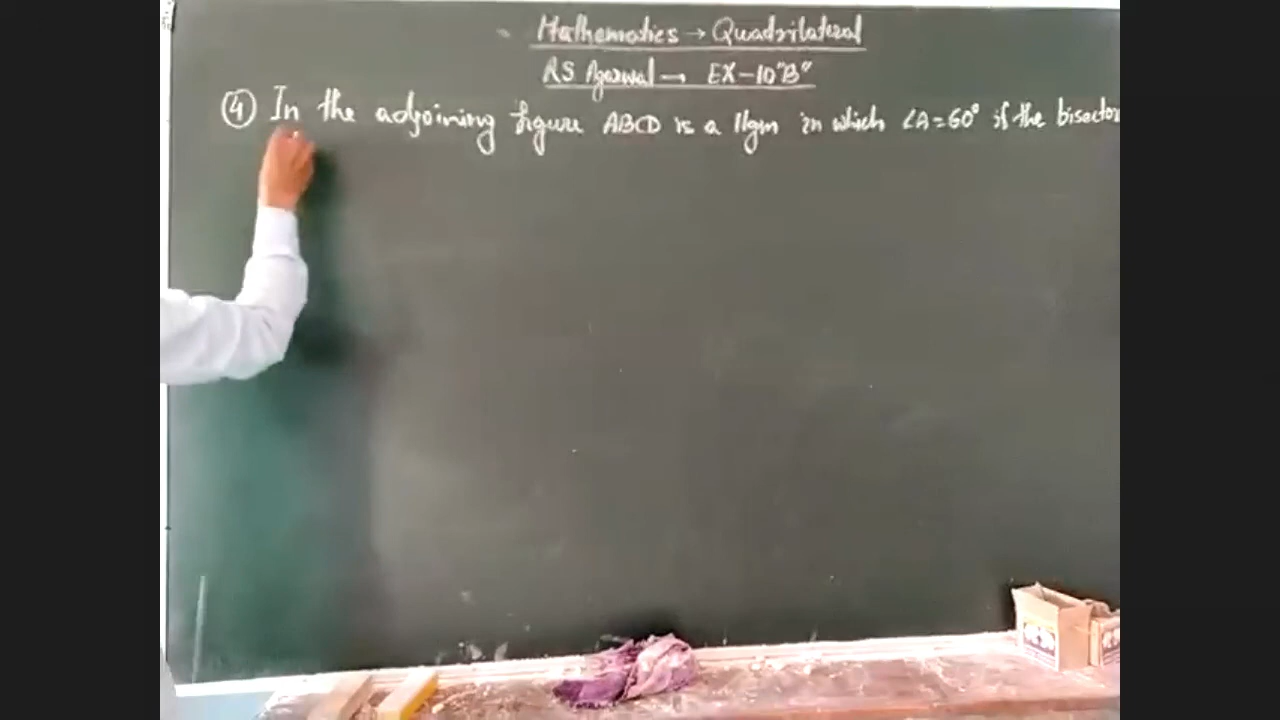 Mathematics → Quadrilateral
RS Agarwal → EX-10"B"
④ In the adjoining figure ABCD is a ||gm in which ∠A=60° if the bisector